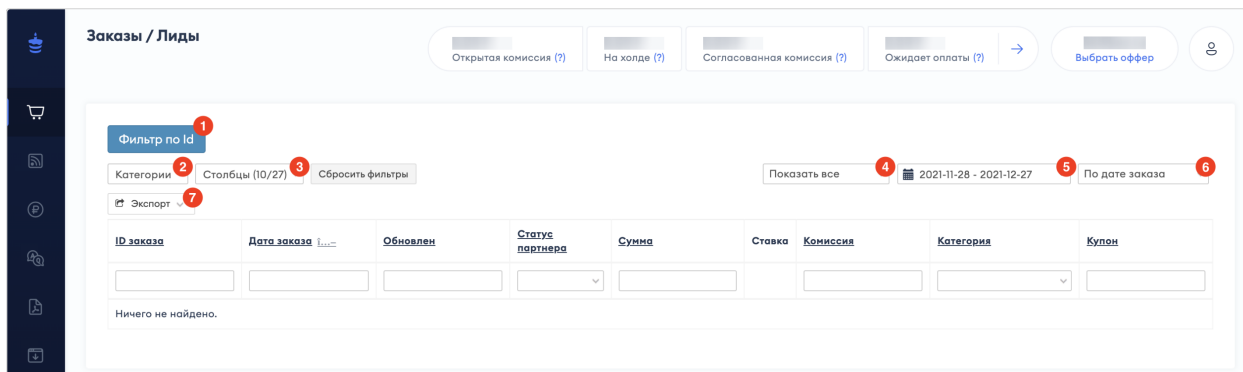 Заказы / Лиды
Открытая комиссия (?)
На холде (?)
Согласованная комиссия (?)
Ожидает оплаты (?)
Выбрать оффер
Фильтр по Id 1
Категории 2 Столбцы (10/27) 3 Сбросить фильтры Показать все 4 2021-11-28 - 2021-12-27 5 По дате заказа 6
Экспорт 7
ID заказа Дата заказа Обновлен Статус партнера Сумма Ставка Комиссия Категория Купон
Ничего не найдено.